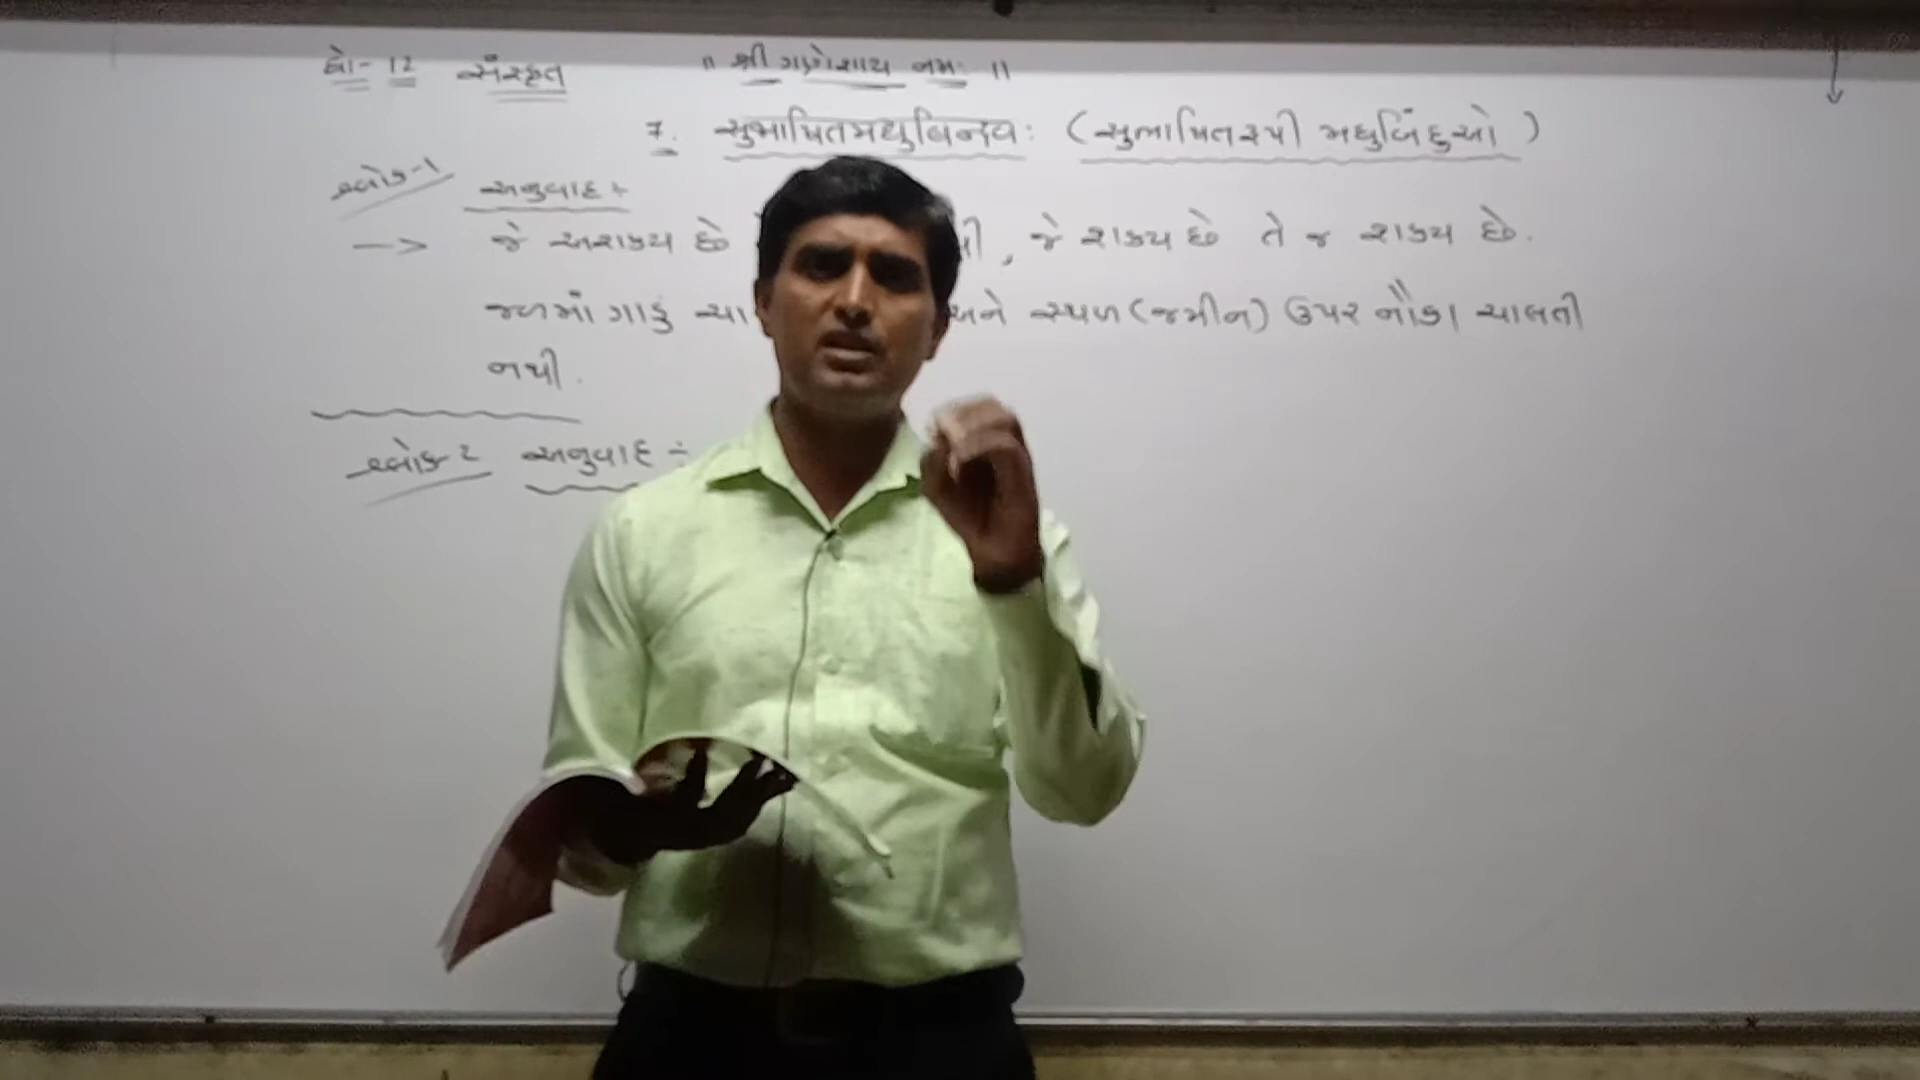 ધો-12 સંસ્કૃત ॥ શ્રી ગણેશાય નમઃ ॥
7. સુભાષિતમધુબિન્દવઃ (સુભાષિતરૂપી મધુબિંદુઓ)
શ્લોક-1 અનુવાદ :-
→ જે અશક્ય છે , જે શક્ય છે તે જ શક્ય છે.
જળમાં ગાડું અને સ્થળ (જમીન) ઉપર નૌકા ચાલતી
નથી.
શ્લોક-2 અનુવાદ :-